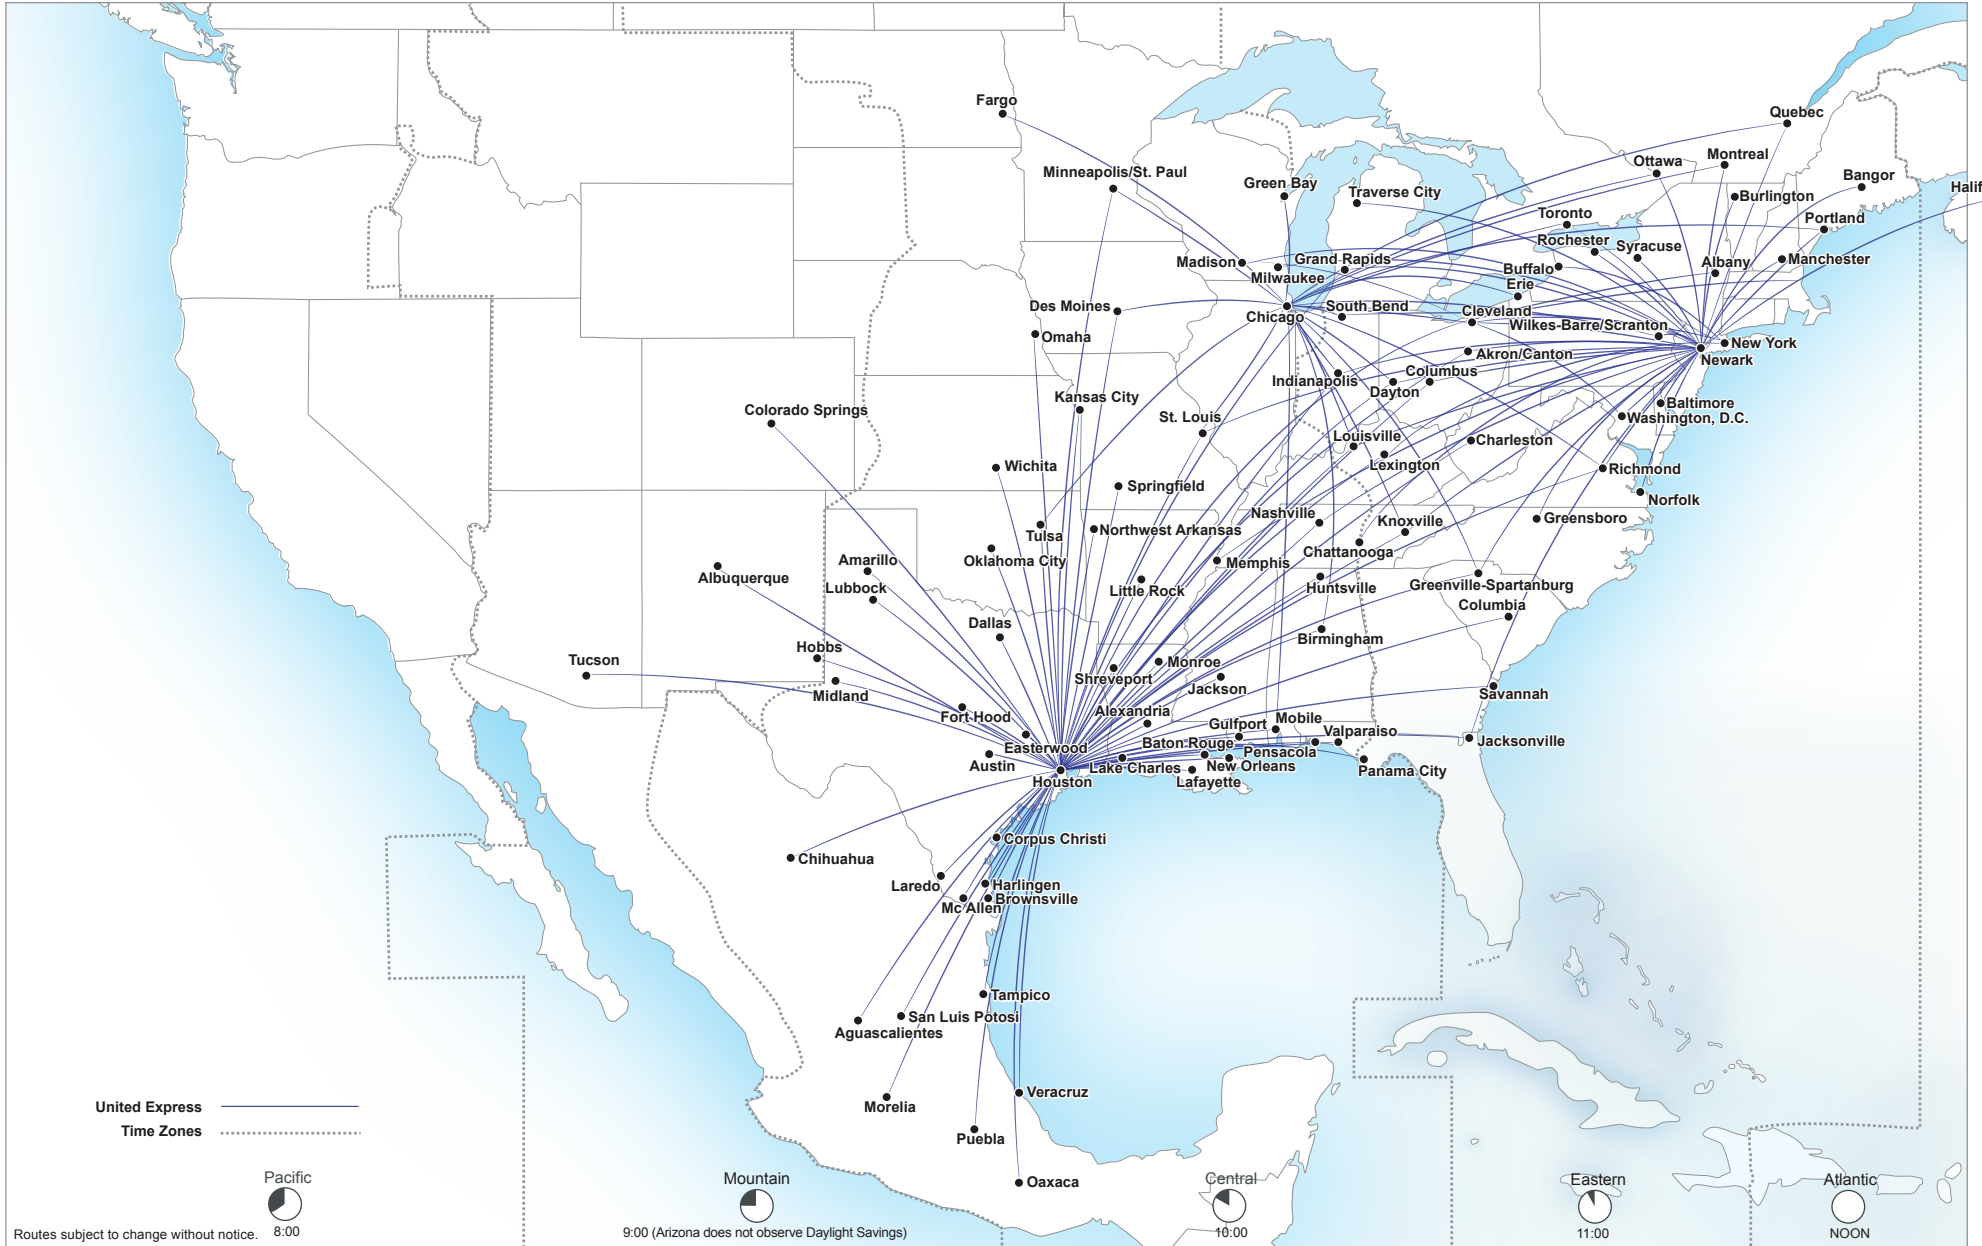 Fargo
Quebec
Minneapolis/St. Paul
Green Bay
Traverse City
Ottawa
Montreal
Bangor
Halif
Burlington
Toronto
Portland
Rochester
Syracuse
Madison
Grand Rapids
Milwaukee
Buffalo
Albany
Manchester
Erie
Des Moines
Chicago
South Bend
Cleveland
Wilkes-Barre/Scranton
Omaha
New York
Newark
Akron/Canton
Indianapolis
Columbus
Dayton
Kansas City
Colorado Springs
St. Louis
Baltimore
Washington, D.C.
Louisville
Charleston
Wichita
Lexington
Richmond
Springfield
Norfolk
Nashville
Knoxville
Greensboro
Tulsa
Northwest Arkansas
Chattanooga
Oklahoma City
Amarillo
Memphis
Albuquerque
Lubbock
Little Rock
Huntsville
Greenville-Spartanburg
Columbia
Dallas
Birmingham
Hobbs
Tucson
Monroe
Shreveport
Jackson
Midland
Savannah
Fort Hood
Alexandria
Gulfport
Mobile
Valparaiso
Easterwood
Baton Rouge
Pensacola
Jacksonville
Austin
Lake Charles
New Orleans
Panama City
Houston
Lafayette
Corpus Christi
Chihuahua
Laredo
Harlingen
Mc Allen
Brownsville
Tampico
San Luis Potosi
Aguascalientes
Veracruz
United Express
Morelia
Time Zones
Puebla
Oaxaca
Pacific
Mountain
Central
Eastern
Atlantic
Routes subject to change without notice.
8:00
9:00 (Arizona does not observe Daylight Savings)
10:00
11:00
NOON